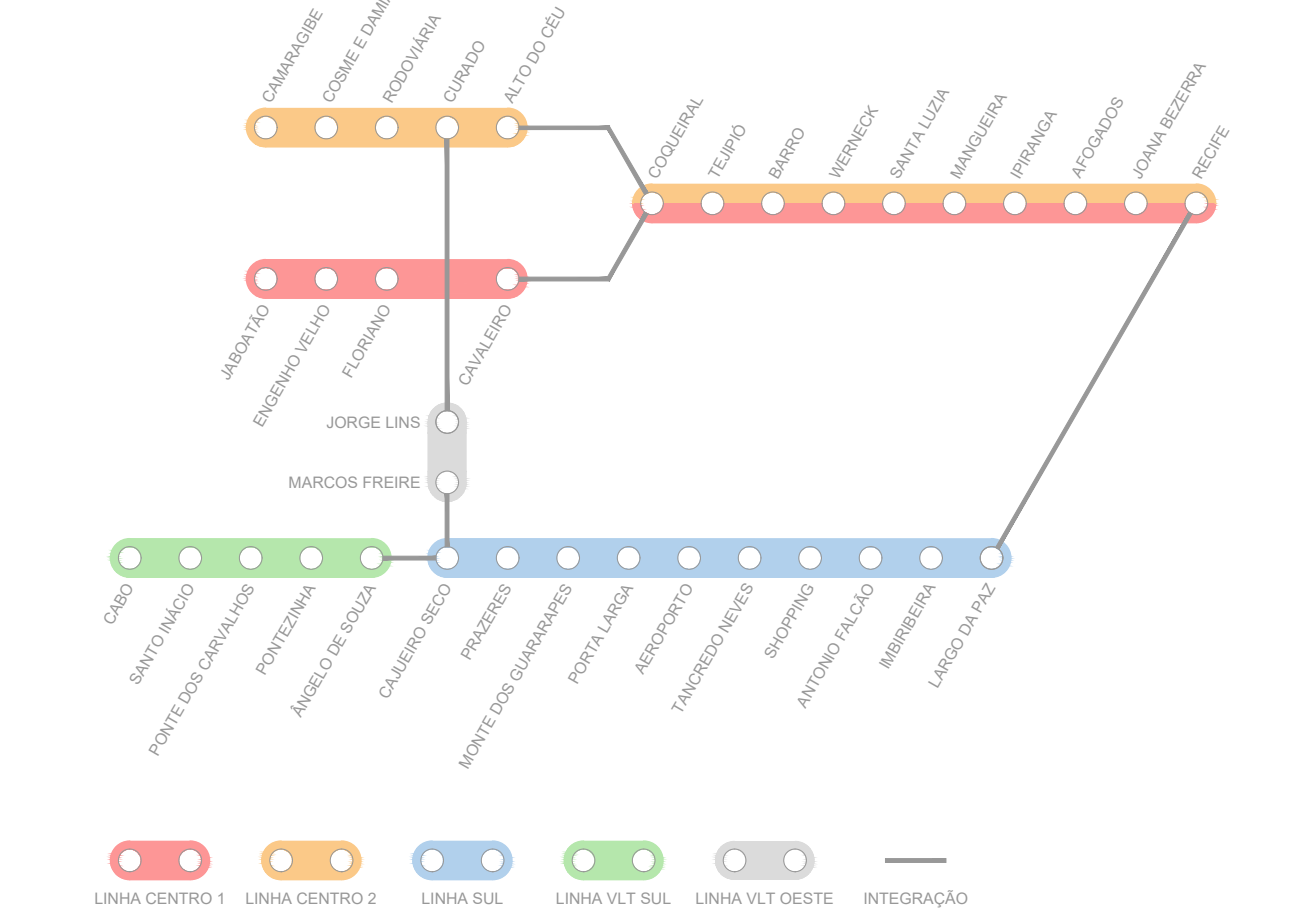 CAMARAGIBE
COSME E
RODOVIÁRIA
CURADO
ALTO DO CÉU
COQUEIRAL
TEJIPIÓ
BARRO
WERNECK
SANTA LUZIA
MANGUEIRA
IPIRANGA
AFOGADOS
JOANA BEZERRA
RECIFE
JABOATÃO
ENGENHO VELHO
FLORIANO
CAVALEIRO
JORGE LINS
MARCOS FREIRE
CABO
SANTO INÁCIO
PONTE DOS CARVALHOS
PONTEZINHA
ÂNGELO DE SOUZA
CAJUEIRO SECO
PRAZERES
MONTE DOS GUARARAPES
PORTA LARGA
AEROPORTO
TANCREDO NEVES
SHOPPING
ANTONIO FALCÃO
IMBIRIBEIRA
LARGO DA PAZ
LINHA CENTRO 1
LINHA CENTRO 2
LINHA SUL
LINHA VLT SUL
LINHA VLT OESTE
INTEGRAÇÃO